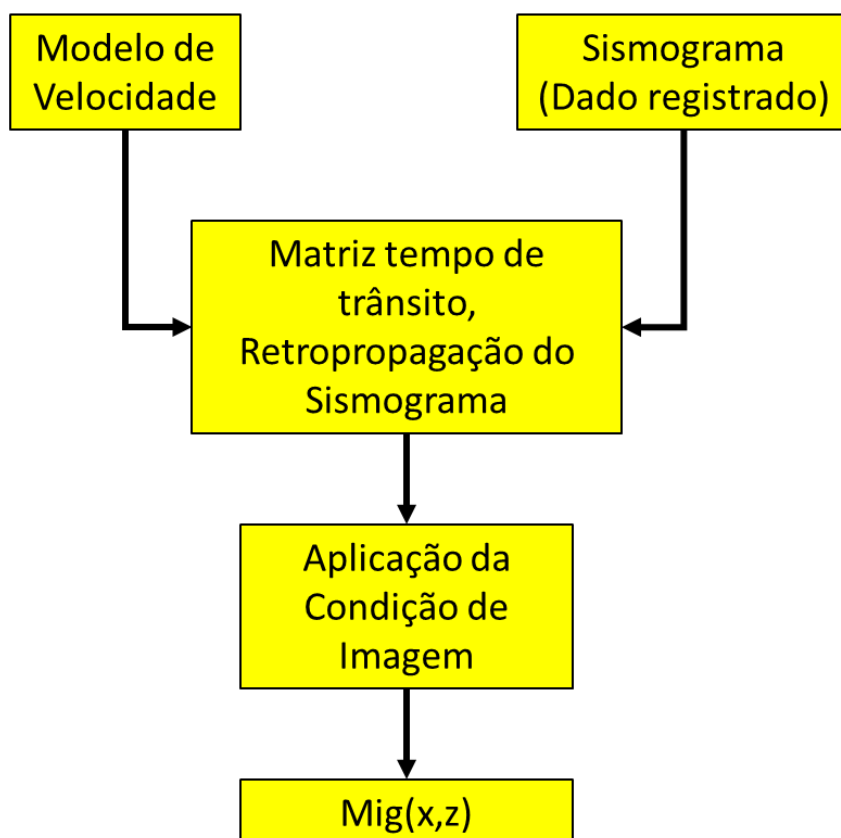 Modelo de
Velocidade
Sismograma
(Dado registrado)
Matriz tempo de
trânsito,
Retropropagação do
Sismograma
Aplicação da
Condição de
Imagem
Mig(x,z)